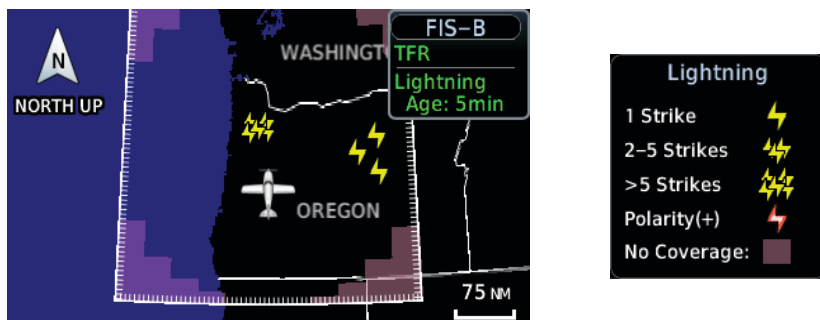 N
NORTH UP
WASHINGT
FIS-B
TFR
Lightning
Age: 5min
OREGON
75 NM
Lightning
1 Strike
2-5 Strikes
>5 Strikes
Polarity(+)
No Coverage: